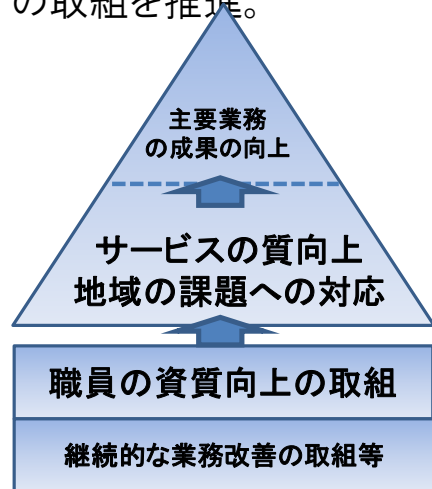 の取組を推進。
主要業務
の成果の向上
サービスの質向上
地域の課題への対応
職員の資質向上の取組
継続的な業務改善の取組等